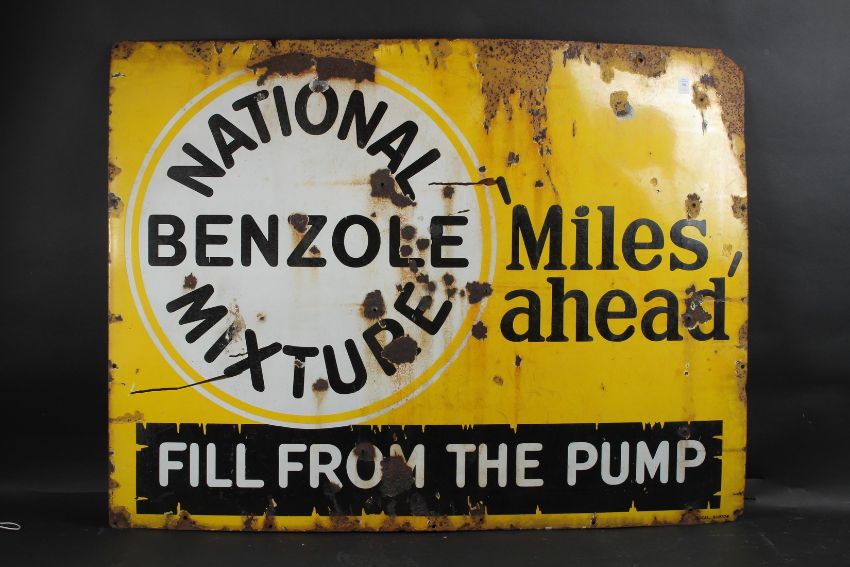 NATIONAL
BENZOLE
MIXTURE
'Miles
ahead'
FILL FROM THE PUMP